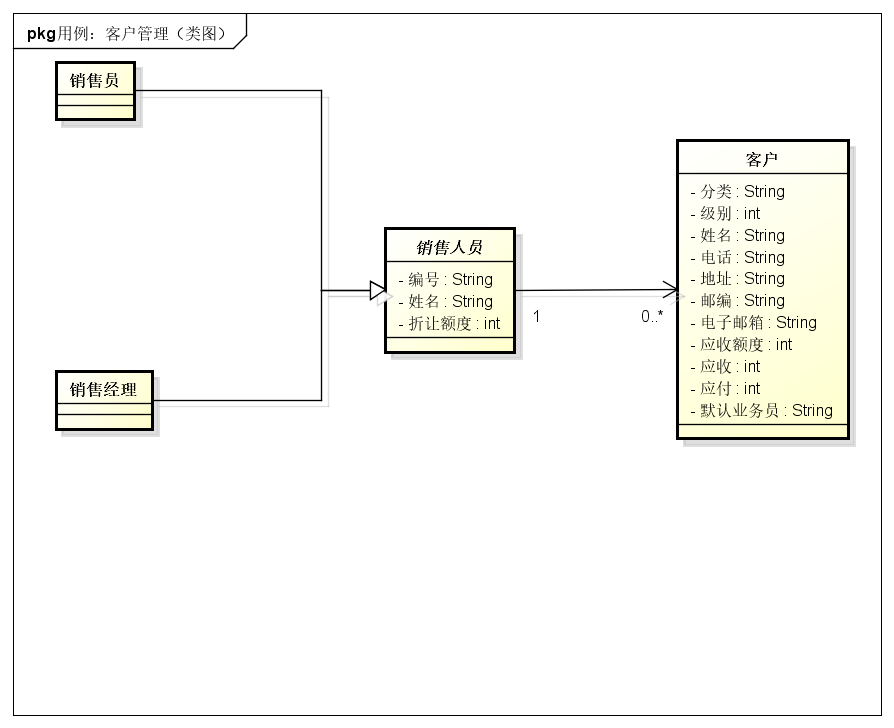 pkg用例：客户管理（类图）
销售员
销售人员
- 编号 : String
- 姓名 : String
- 折让额度 : int
销售经理
1
0..*
客户
- 分类 : String
- 级别 : int
- 姓名 : String
- 电话 : String
- 地址 : String
- 邮编 : String
- 电子邮箱 : String
- 应收额度 : int
- 应收 : int
- 应付 : int
- 默认业务员 : String